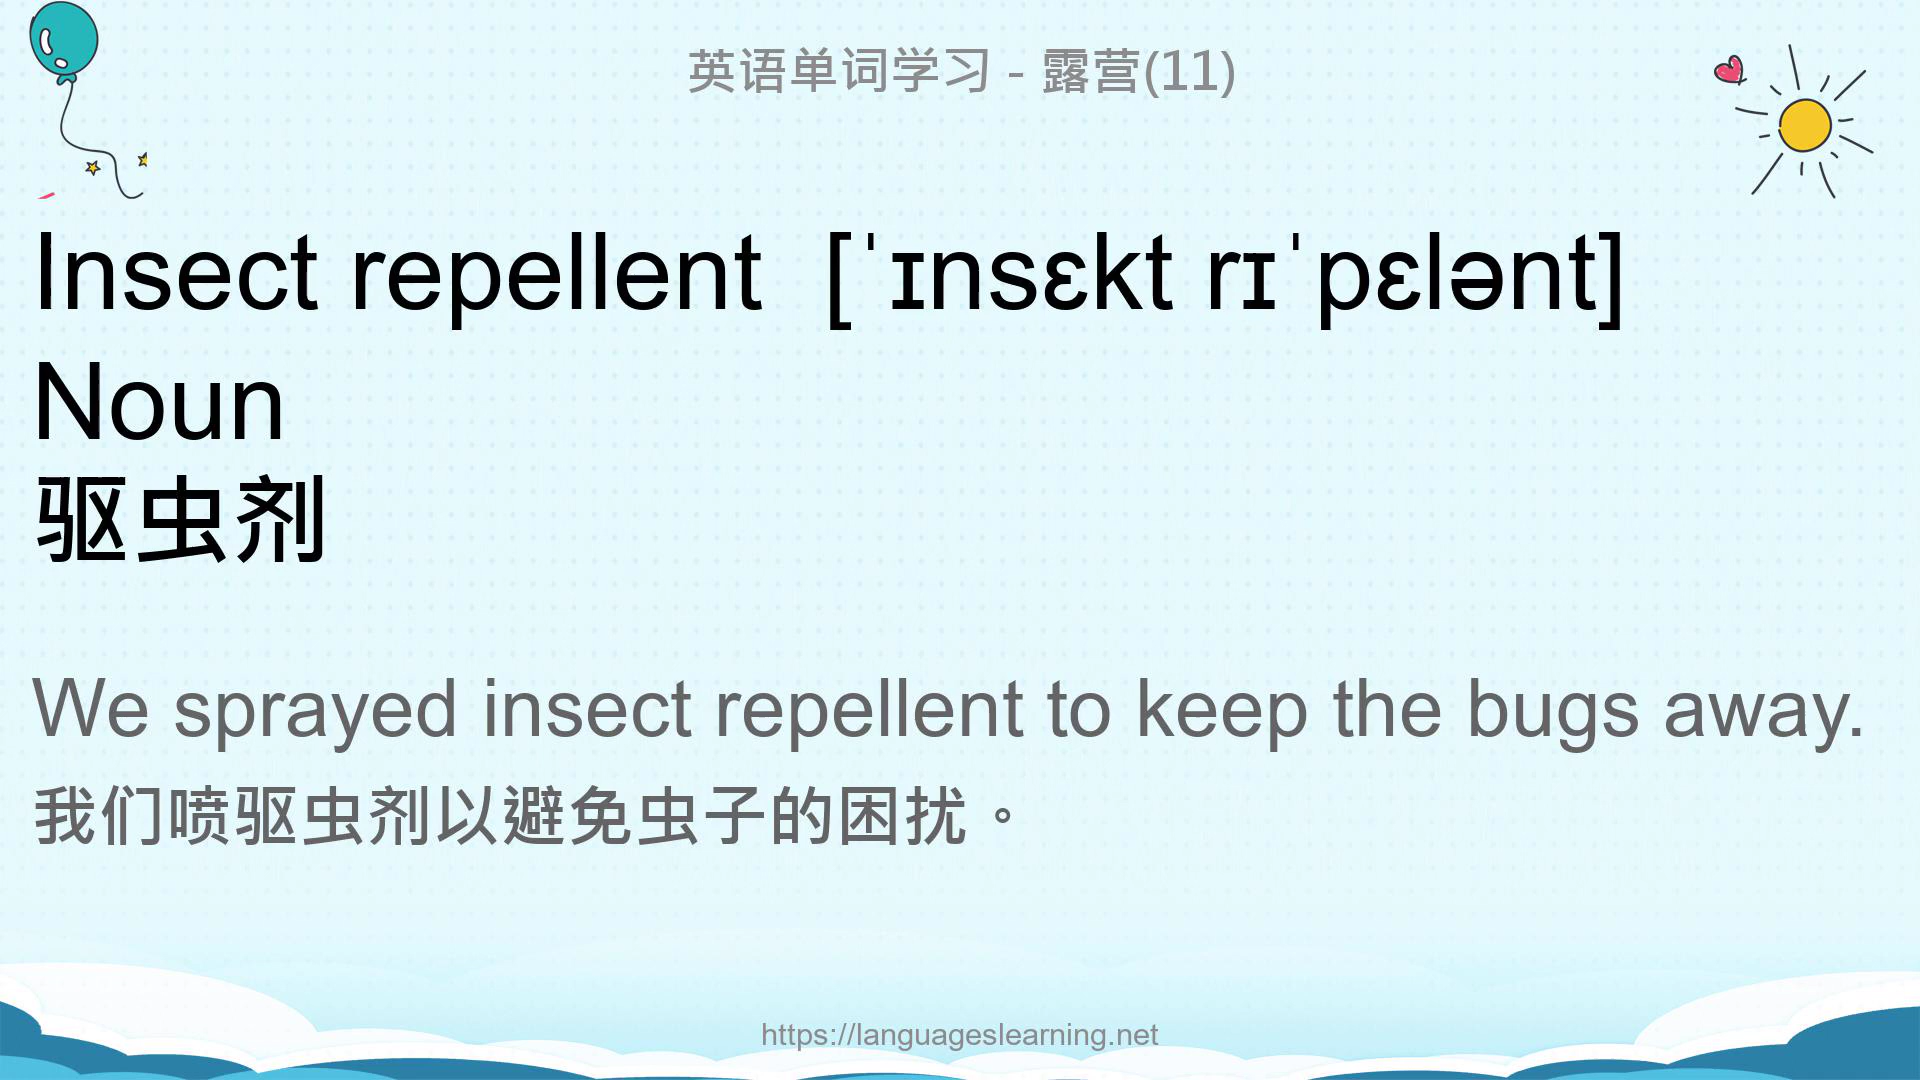 英语单词学习 - 露营(11)
Insect repellent  [ˈɪnsɛkt rɪˈpɛlənt]
Noun
驱虫剂
We sprayed insect repellent to keep the bugs away.
我们喷驱虫剂以避免虫子的困扰。
https://languageslearning.net